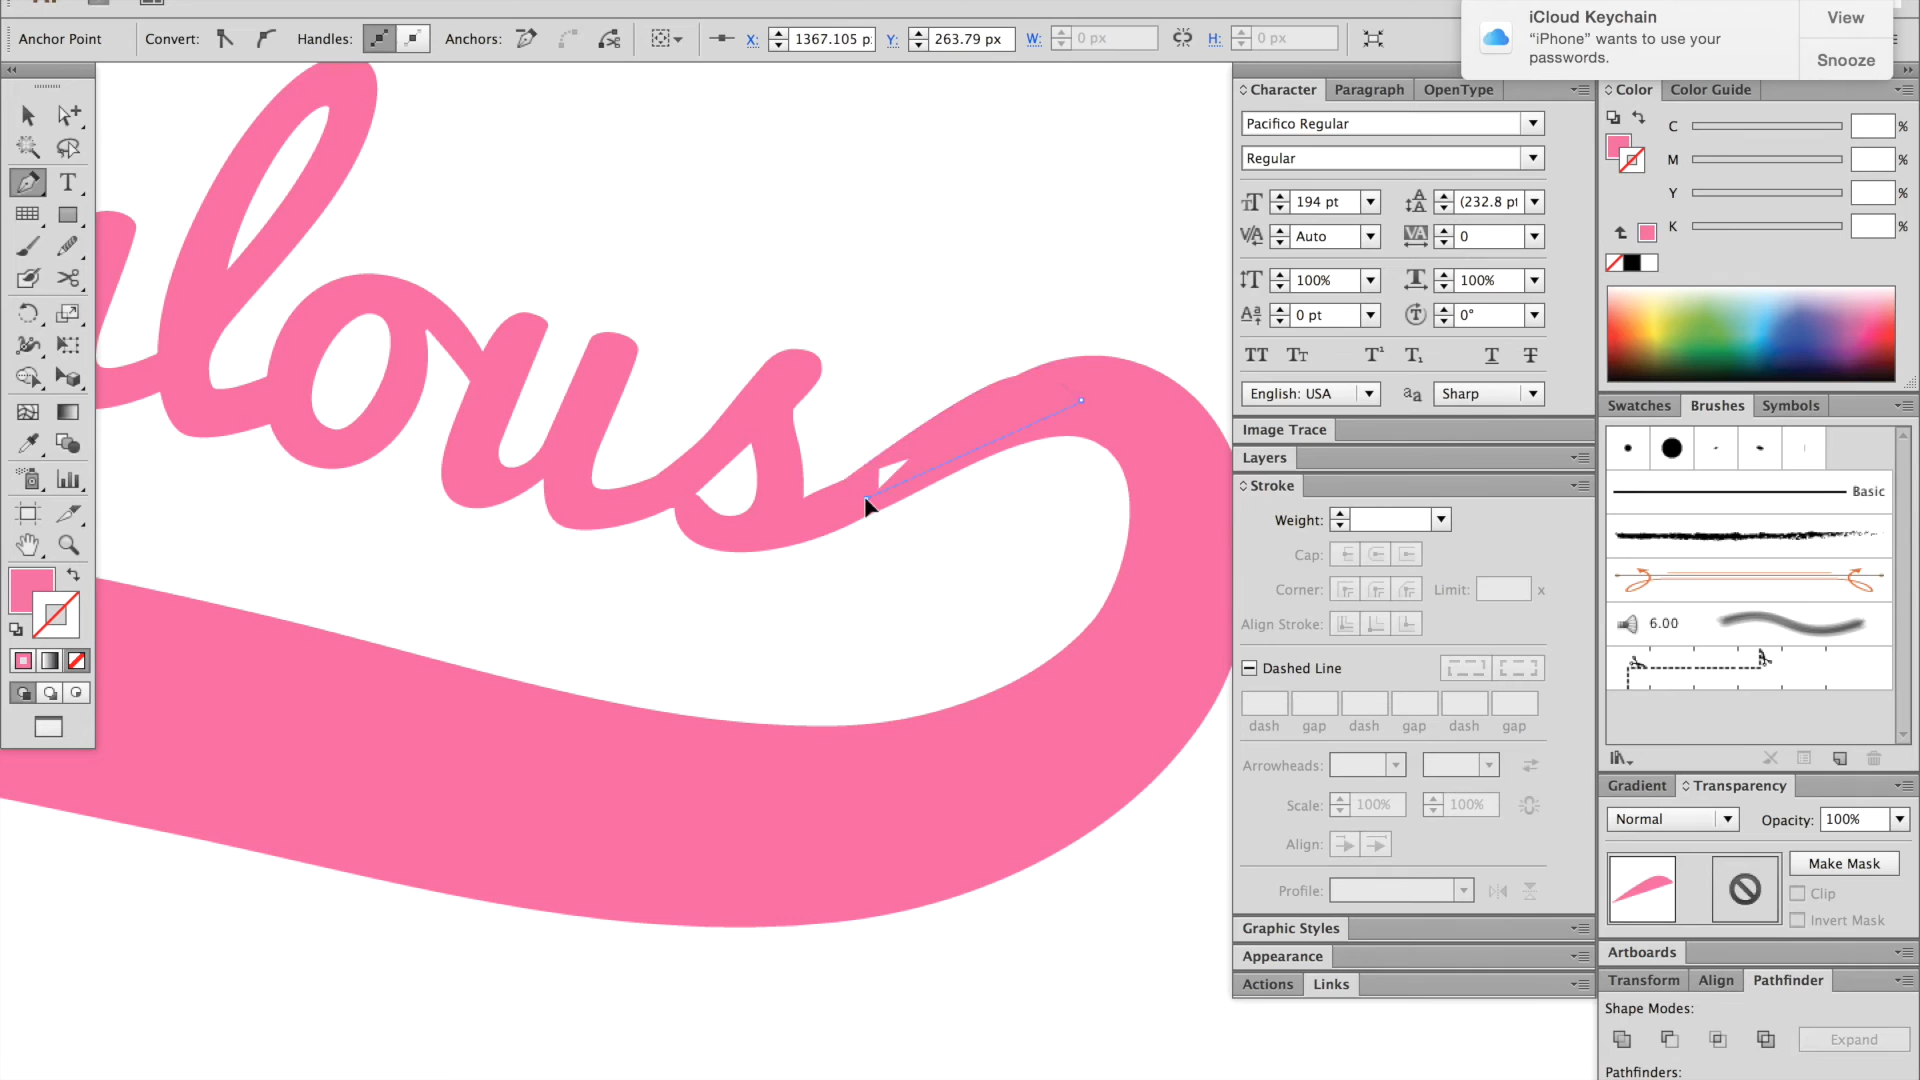 iCloud Keychain
“iPhone” wants to use your
passwords.
View
Snooze
Anchor Point
Convert:
Handles:
Anchors:
X:
1367.105 p
Y:
263.79 px
W:
0 px
H:
0 px
Character
Paragraph
OpenType
Pacifico Regular
Regular
194 pt
(232.8 pt
Auto
0
100%
100%
0 pt
0°
English: USA
Sharp
Image Trace
Layers
Stroke
Weight:
Cap:
Corner:
Limit:
x
Align Stroke:
Dashed Line
dash
gap
dash
gap
dash
gap
Arrowheads:
Scale:
100%
100%
Align:
Profile:
Graphic Styles
Appearance
Actions
Links
Color
Color Guide
C
%
M
%
Y
%
K
%
Swatches
Brushes
Symbols
Basic
6.00
Gradient
Transparency
Normal
Opacity:
100%
Make Mask
Clip
Invert Mask
Artboards
Transform
Align
Pathfinder
Shape Modes:
Expand
Pathfinders:
ulous